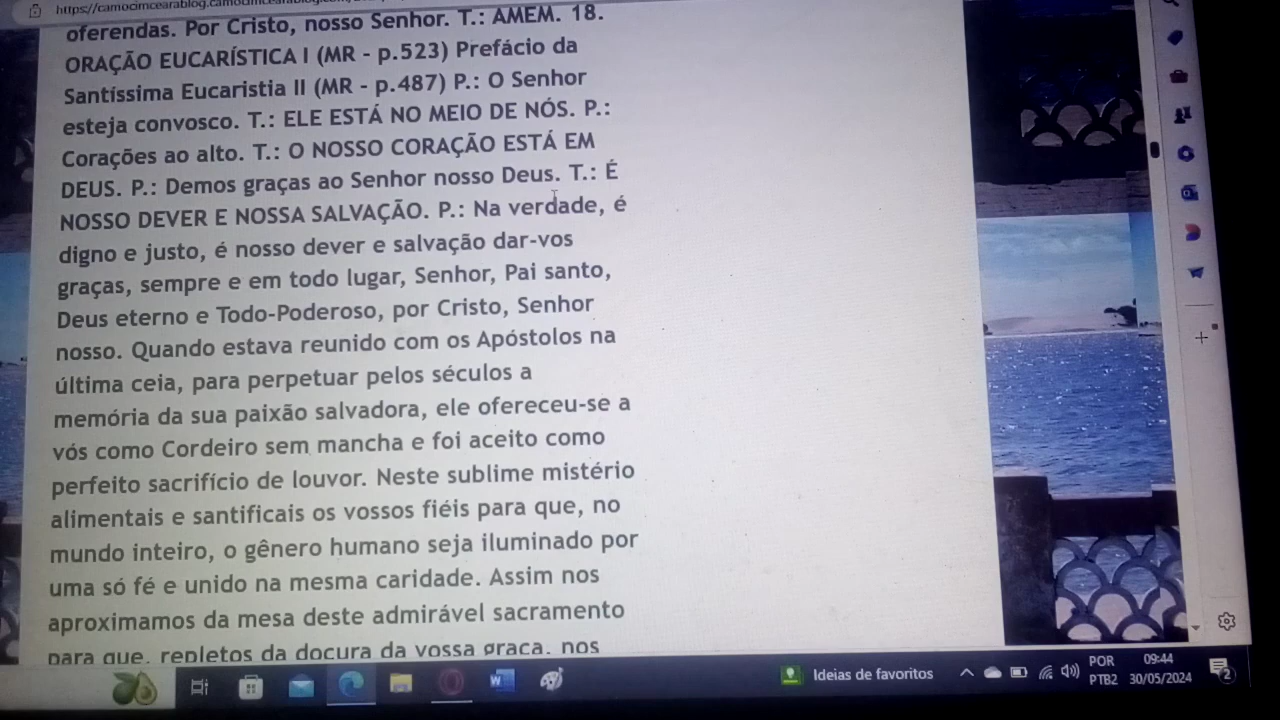 https://camocimcearablog.camocimcearablog.com/
oferendas. Por Cristo, nosso Senhor. T.: AMÉM. 18.
ORAÇÃO EUCARÍSTICA I (MR - p.523) Prefácio da
Santíssima Eucaristia II (MR - p.487) P.: O Senhor
esteja convosco. T.: ELE ESTÁ NO MEIO DE NÓS. P.:
Corações ao alto. T.: O NOSSO CORAÇÃO ESTÁ EM
DEUS. P.: Demos graças ao Senhor nosso Deus. T.: É
NOSSO DEVER E NOSSA SALVAÇÃO. P.: Na verdade, é
digno e justo, é nosso dever e salvação dar-vos
graças, sempre e em todo lugar, Senhor, Pai santo,
Deus eterno e Todo-Poderoso, por Cristo, Senhor
nosso. Quando estava reunido com os Apóstolos na
última ceia, para perpetuar pelos séculos a
memória da sua paixão salvadora, ele ofereceu-se a
vós como Cordeiro sem mancha e foi aceito como
perfeito sacrifício de louvor. Neste sublime mistério
alimentais e santificais os vossos fiéis para que, no
mundo inteiro, o gênero humano seja iluminado por
uma só fé e unido na mesma caridade. Assim nos
aproximamos da mesa deste admirável sacramento
para que, repletos da doçura da vossa graça, nos
Ideias de favoritos
POR
PTB2
09:44
30/05/2024
2